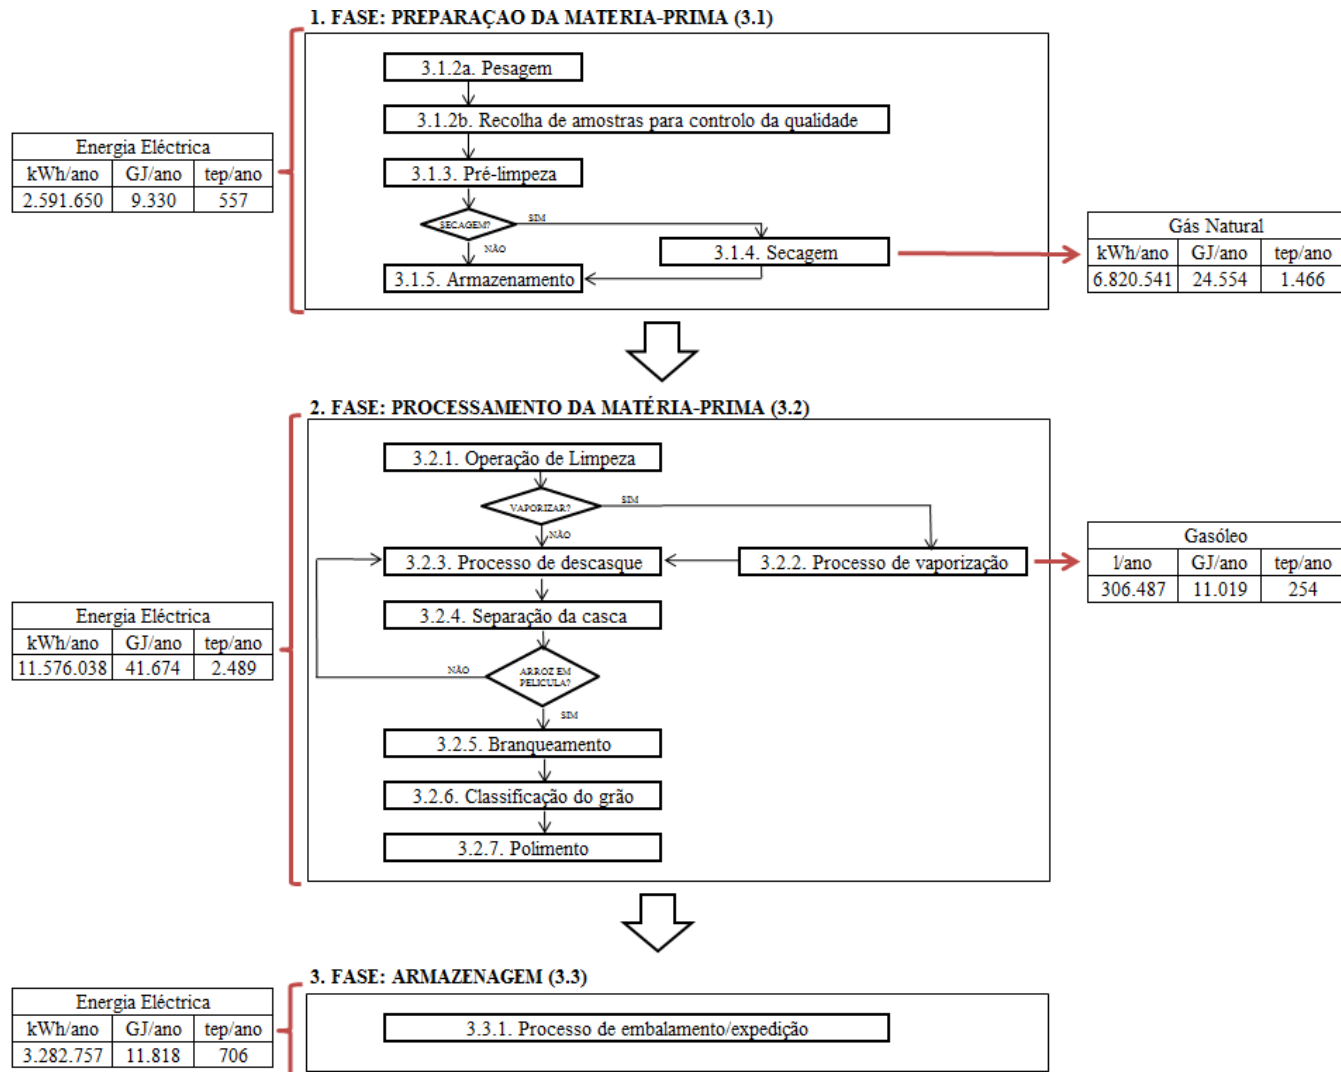 1. FASE: PREPARAÇAO DA MATERIA-PRIMA (3.1)
3.1.2a. Pesagem
3.1.2b. Recolha de amostras para controlo da qualidade
Energia Eléctrica
kWh/ano GJ/ano tep/ano
2.591.650 9.330 557
3.1.3. Pré-limpeza
SECAGEM?
SIM
NÃO
3.1.4. Secagem
3.1.5. Armazenamento
Gás Natural
kWh/ano GJ/ano tep/ano
6.820.541 24.554 1.466
2. FASE: PROCESSAMENTO DA MATÉRIA-PRIMA (3.2)
3.2.1. Operação de Limpeza
VAPORIZAR?
SIM
NÃO
3.2.3. Processo de descasque
3.2.2. Processo de vaporização
Gasóleo
l/ano GJ/ano tep/ano
306.487 11.019 254
3.2.4. Separação da casca
Energia Eléctrica
kWh/ano GJ/ano tep/ano
11.576.038 41.674 2.489
NÃO
ARROZ EM
PELICULA?
SIM
3.2.5. Branqueamento
3.2.6. Classificação do grão
3.2.7. Polimento
3. FASE: ARMAZENAGEM (3.3)
Energia Eléctrica
kWh/ano GJ/ano tep/ano
3.282.757 11.818 706
3.3.1. Processo de embalamento/expedição